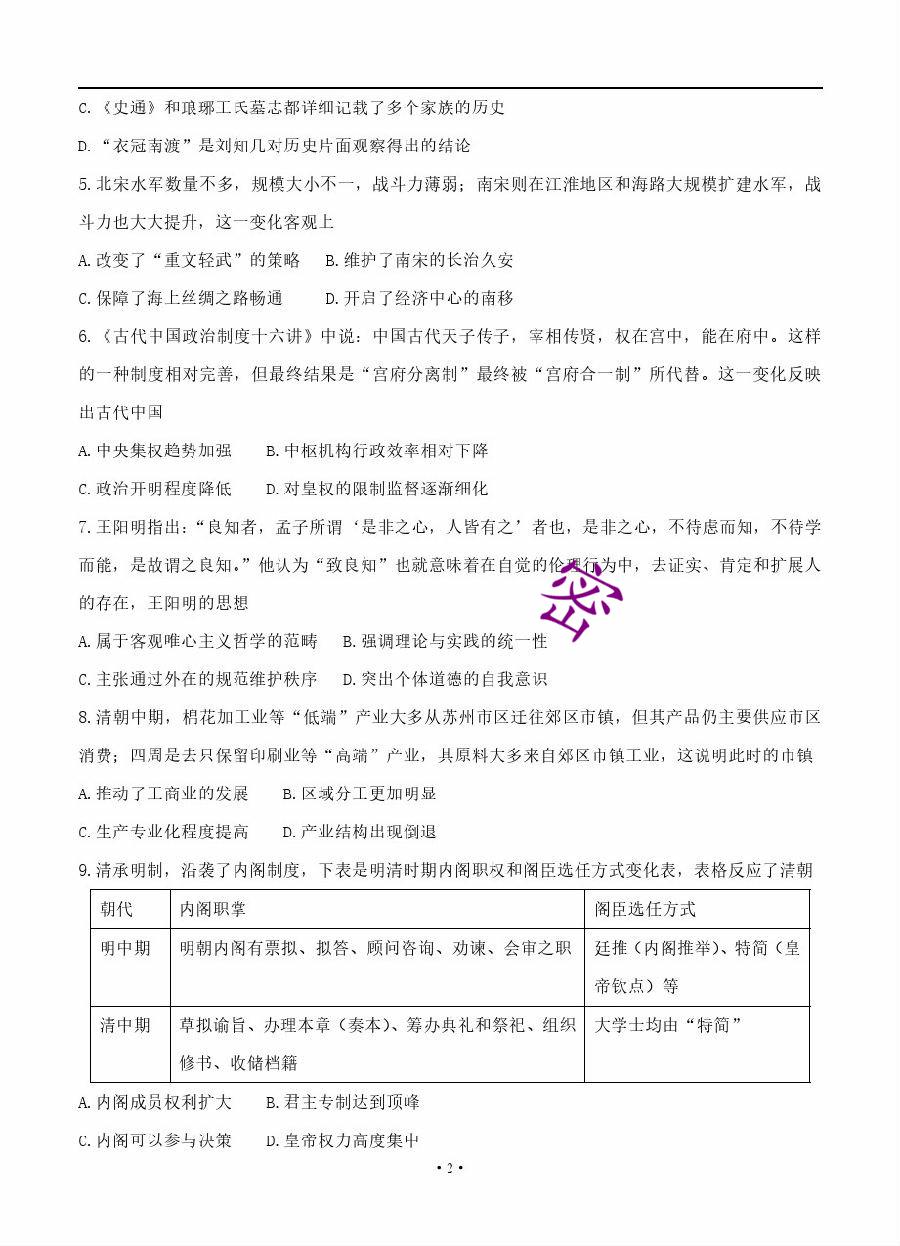 C.《史通》和琅琊王氏墓志都详细记载了多个家族的历史
D.“衣冠南渡”是刘知几对历史片面观察得出的结论
5.北宋水军数量不多，规模大小不一，战斗力薄弱；南宋则在江淮地区和海路大规模扩建水军，战
斗力也大大提升，这一变化客观上
A.改变了“重文轻武”的策略 B.维护了南宋的长治久安
C.保障了海上丝绸之路畅通 D.开启了经济中心的南移
6.《古代中国政治制度十六讲》中说：中国古代天子传子，宰相传贤，权在宫中，能在府中。这样
的一种制度相对完善，但最终结果是“宫府分离制”最终被“宫府合一制”所代替。这一变化反映
出古代中国
A.中央集权趋势加强 B.中枢机构行政效率相对下降
C.政治开明程度降低 D.对皇权的限制监督逐渐细化
7.王阳明指出：“良知者，孟子所谓‘是非之心，人皆有之’者也，是非之心，不待虑而知，不待学
而能，是故谓之良知。”他认为“致良知”也就意味着在自觉的伦理行为中，去证实、肯定和扩展人
的存在，王阳明的思想
密
A.属于客观唯心主义哲学的范畴 B.强调理论与实践的统一性
C.主张通过外在的规范维护秩序 D.突出个体道德的自我意识
8.清朝中期，棉花加工业等“低端”产业大多从苏州市区迁往郊区市镇，但其产品仍主要供应市区
消费；四周是去只保留印刷业等“高端”产业，其原料大多来自郊区市镇工业，这说明此时的市镇
A.推动了工商业的发展 B.区域分工更加明显
C.生产专业化程度提高 D.产业结构出现倒退
9.清承明制，沿袭了内阁制度，下表是明清时期内阁职权和阁臣选任方式变化表，表格反应了清朝
朝代 内阁职掌 阁臣选任方式
明中期 明朝内阁有票拟、拟答、顾问咨询、劝谏、会审之职 廷推（内阁推举）、特简（皇
帝钦点）等
清中期 草拟谕旨、办理本章（奏本）、筹办典礼和祭祀、组织 大学士均由“特简”
修书、收储档籍
A.内阁成员权利扩大 B.君主专制达到顶峰
C.内阁可以参与决策 D.皇帝权力高度集中
·2·